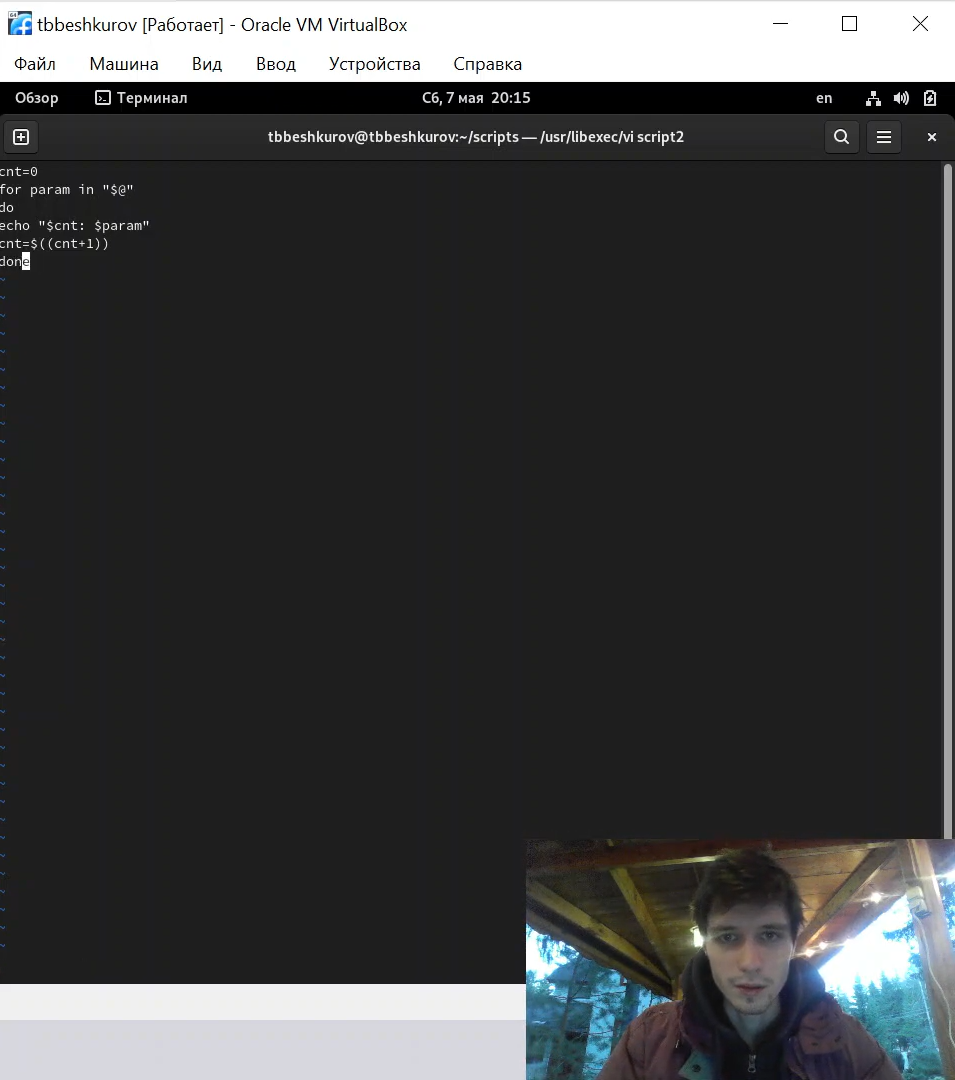 tbbeshkurov [Работает] - Oracle VM VirtualBox
Файл Машина Вид Ввод Устройства Справка
Обзор Терминал Сб, 7 мая 20:15 en
tbbeshkurov@tbbeshkurov:~/scripts — /usr/libexec/vi script2
cnt=0
for param in "$@"
do
echo "$cnt: $param"
cnt=$((cnt+1))
done